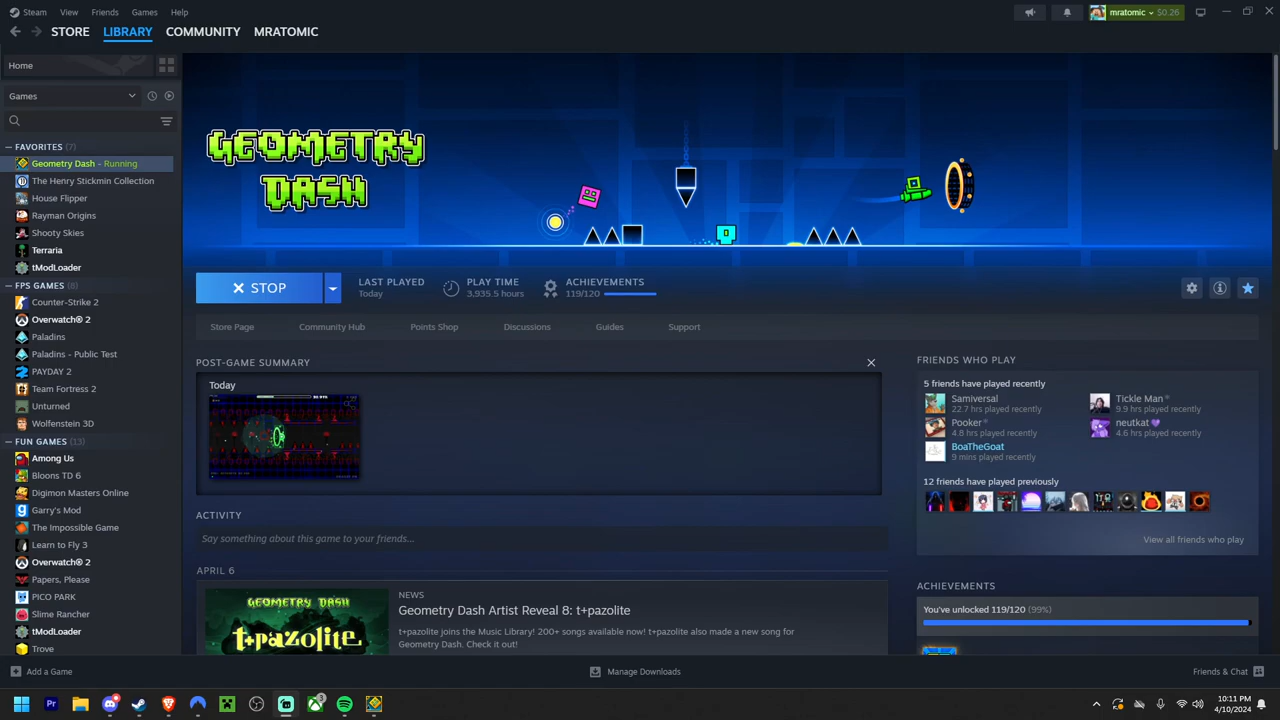 Steam View Friends Games Help
mratomic $0.26
STORE LIBRARY COMMUNITY MRATOMIC
Home
Games
FAVORITES (7)
Geometry Dash - Running
The Henry Stickmin Collection
House Flipper
Rayman Origins
Shooty Skies
Terraria
tModLoader
FPS GAMES (8)
Counter-Strike 2
Overwatch® 2
Paladins
Paladins - Public Test
PAYDAY 2
Team Fortress 2
Unturned
Wolfenstein 3D
FUN GAMES (13)
Among Us
Bloons TD 6
Digimon Masters Online
Garry's Mod
The Impossible Game
Learn to Fly 3
Overwatch® 2
Papers, Please
PICO PARK
Slime Rancher
tModLoader
Trove
GEOMETRY
DASH
STOP
LAST PLAYED
Today
PLAY TIME
3,935.5 hours
ACHIEVEMENTS
119/120
Store Page Community Hub Points Shop Discussions Guides Support
POST-GAME SUMMARY
Today
ACTIVITY
Say something about this game to your friends...
APRIL 6
GEOMETRY DASH
t+pazolite
NEWS
Geometry Dash Artist Reveal 8: t+pazolite
t+pazolite joins the Music Library! 200+ songs available now! t+pazolite also made a new song for
Geometry Dash. Check it out!
FRIENDS WHO PLAY
5 friends have played recently
Samiversal
22.7 hrs played recently
Tickle Man
9.9 hrs played recently
Pooker
4.8 hrs played recently
neutkat
4.6 hrs played recently
BoaTheGoat
9 mins played recently
12 friends have played previously
View all friends who play
ACHIEVEMENTS
You've unlocked 119/120 (99%)
Add a Game
Manage Downloads
Friends & Chat
Pr
3
10:11 PM
4/10/2024